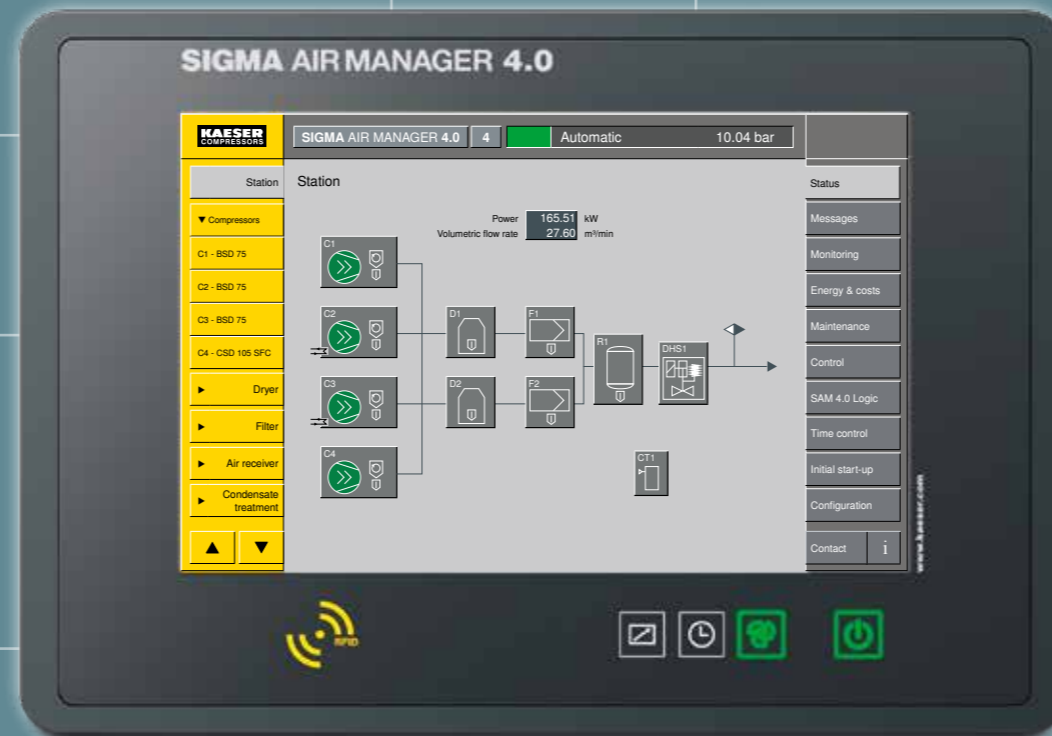 SIGMA AIR MANAGER 4.0
KAESER
COMPRESSORS
SIGMA AIR MANAGER 4.0 4 Automatic 10.04 bar
Station
▼ Compressors
C1 - BSD 75
C2 - BSD 75
C3 - BSD 75
C4 - CSD 105 SFC
► Dryer
► Filter
► Air receiver
► Condensate
treatment
▲ ▼
Station
Power 165.51 kW
Volumetric flow rate 27.60 m³/min
C1
C2
D1
F1
R1
DHS1
C3
D2
F2
C4
CT1
Status
Messages
Monitoring
Energy & costs
Maintenance
Control
SAM 4.0 Logic
Time control
Initial start-up
Configuration
Contact i
www.kaeser.com
RFID